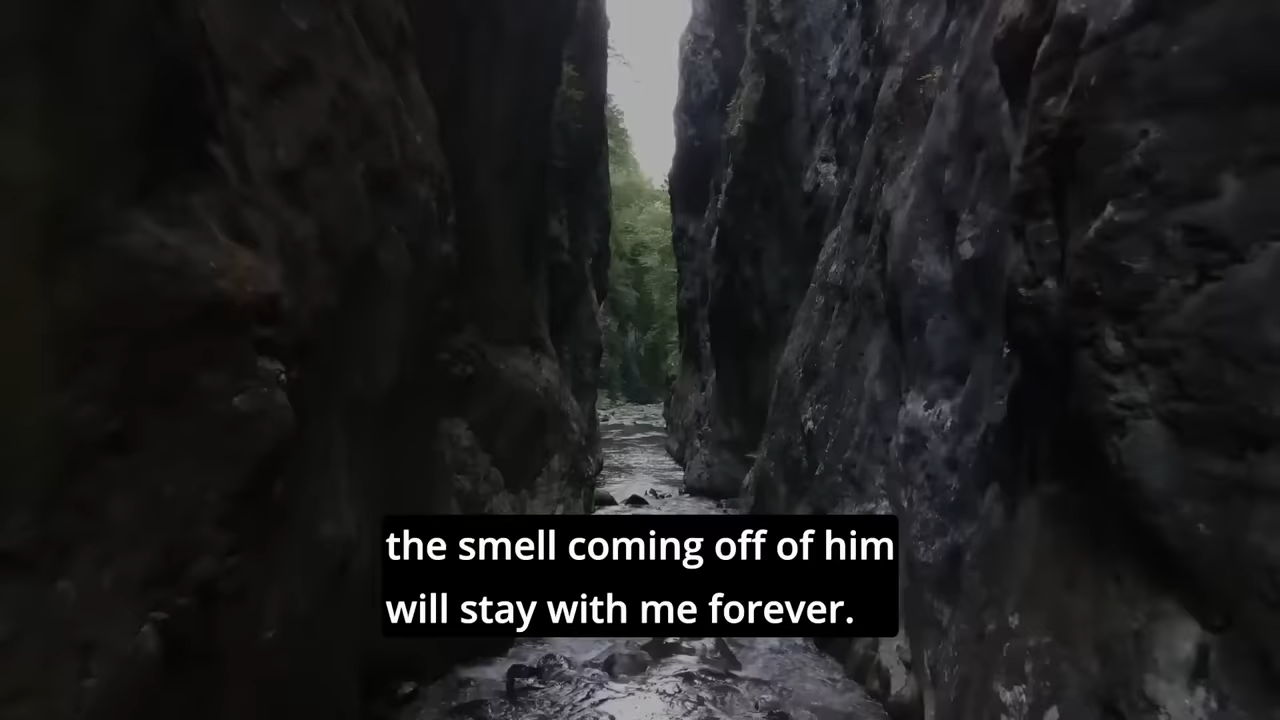 the smell coming off of him
will stay with me forever.